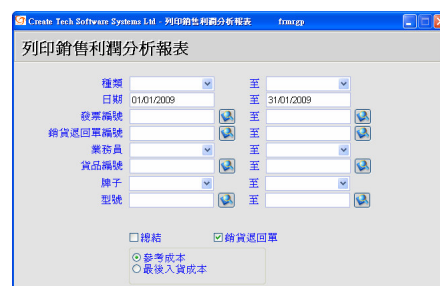 Create Tech Software Systems Ltd - 列印銷售利潤分析報表 frmrgp
列印銷售利潤分析報表
種類 至
日期 01/01/2009 至 31/01/2009
發票編號 至
銷貨退回單編號 至
業務員 至
貨品編號 至
牌子 至
型號 至
總結 銷貨退回單
參考成本
最後入貨成本